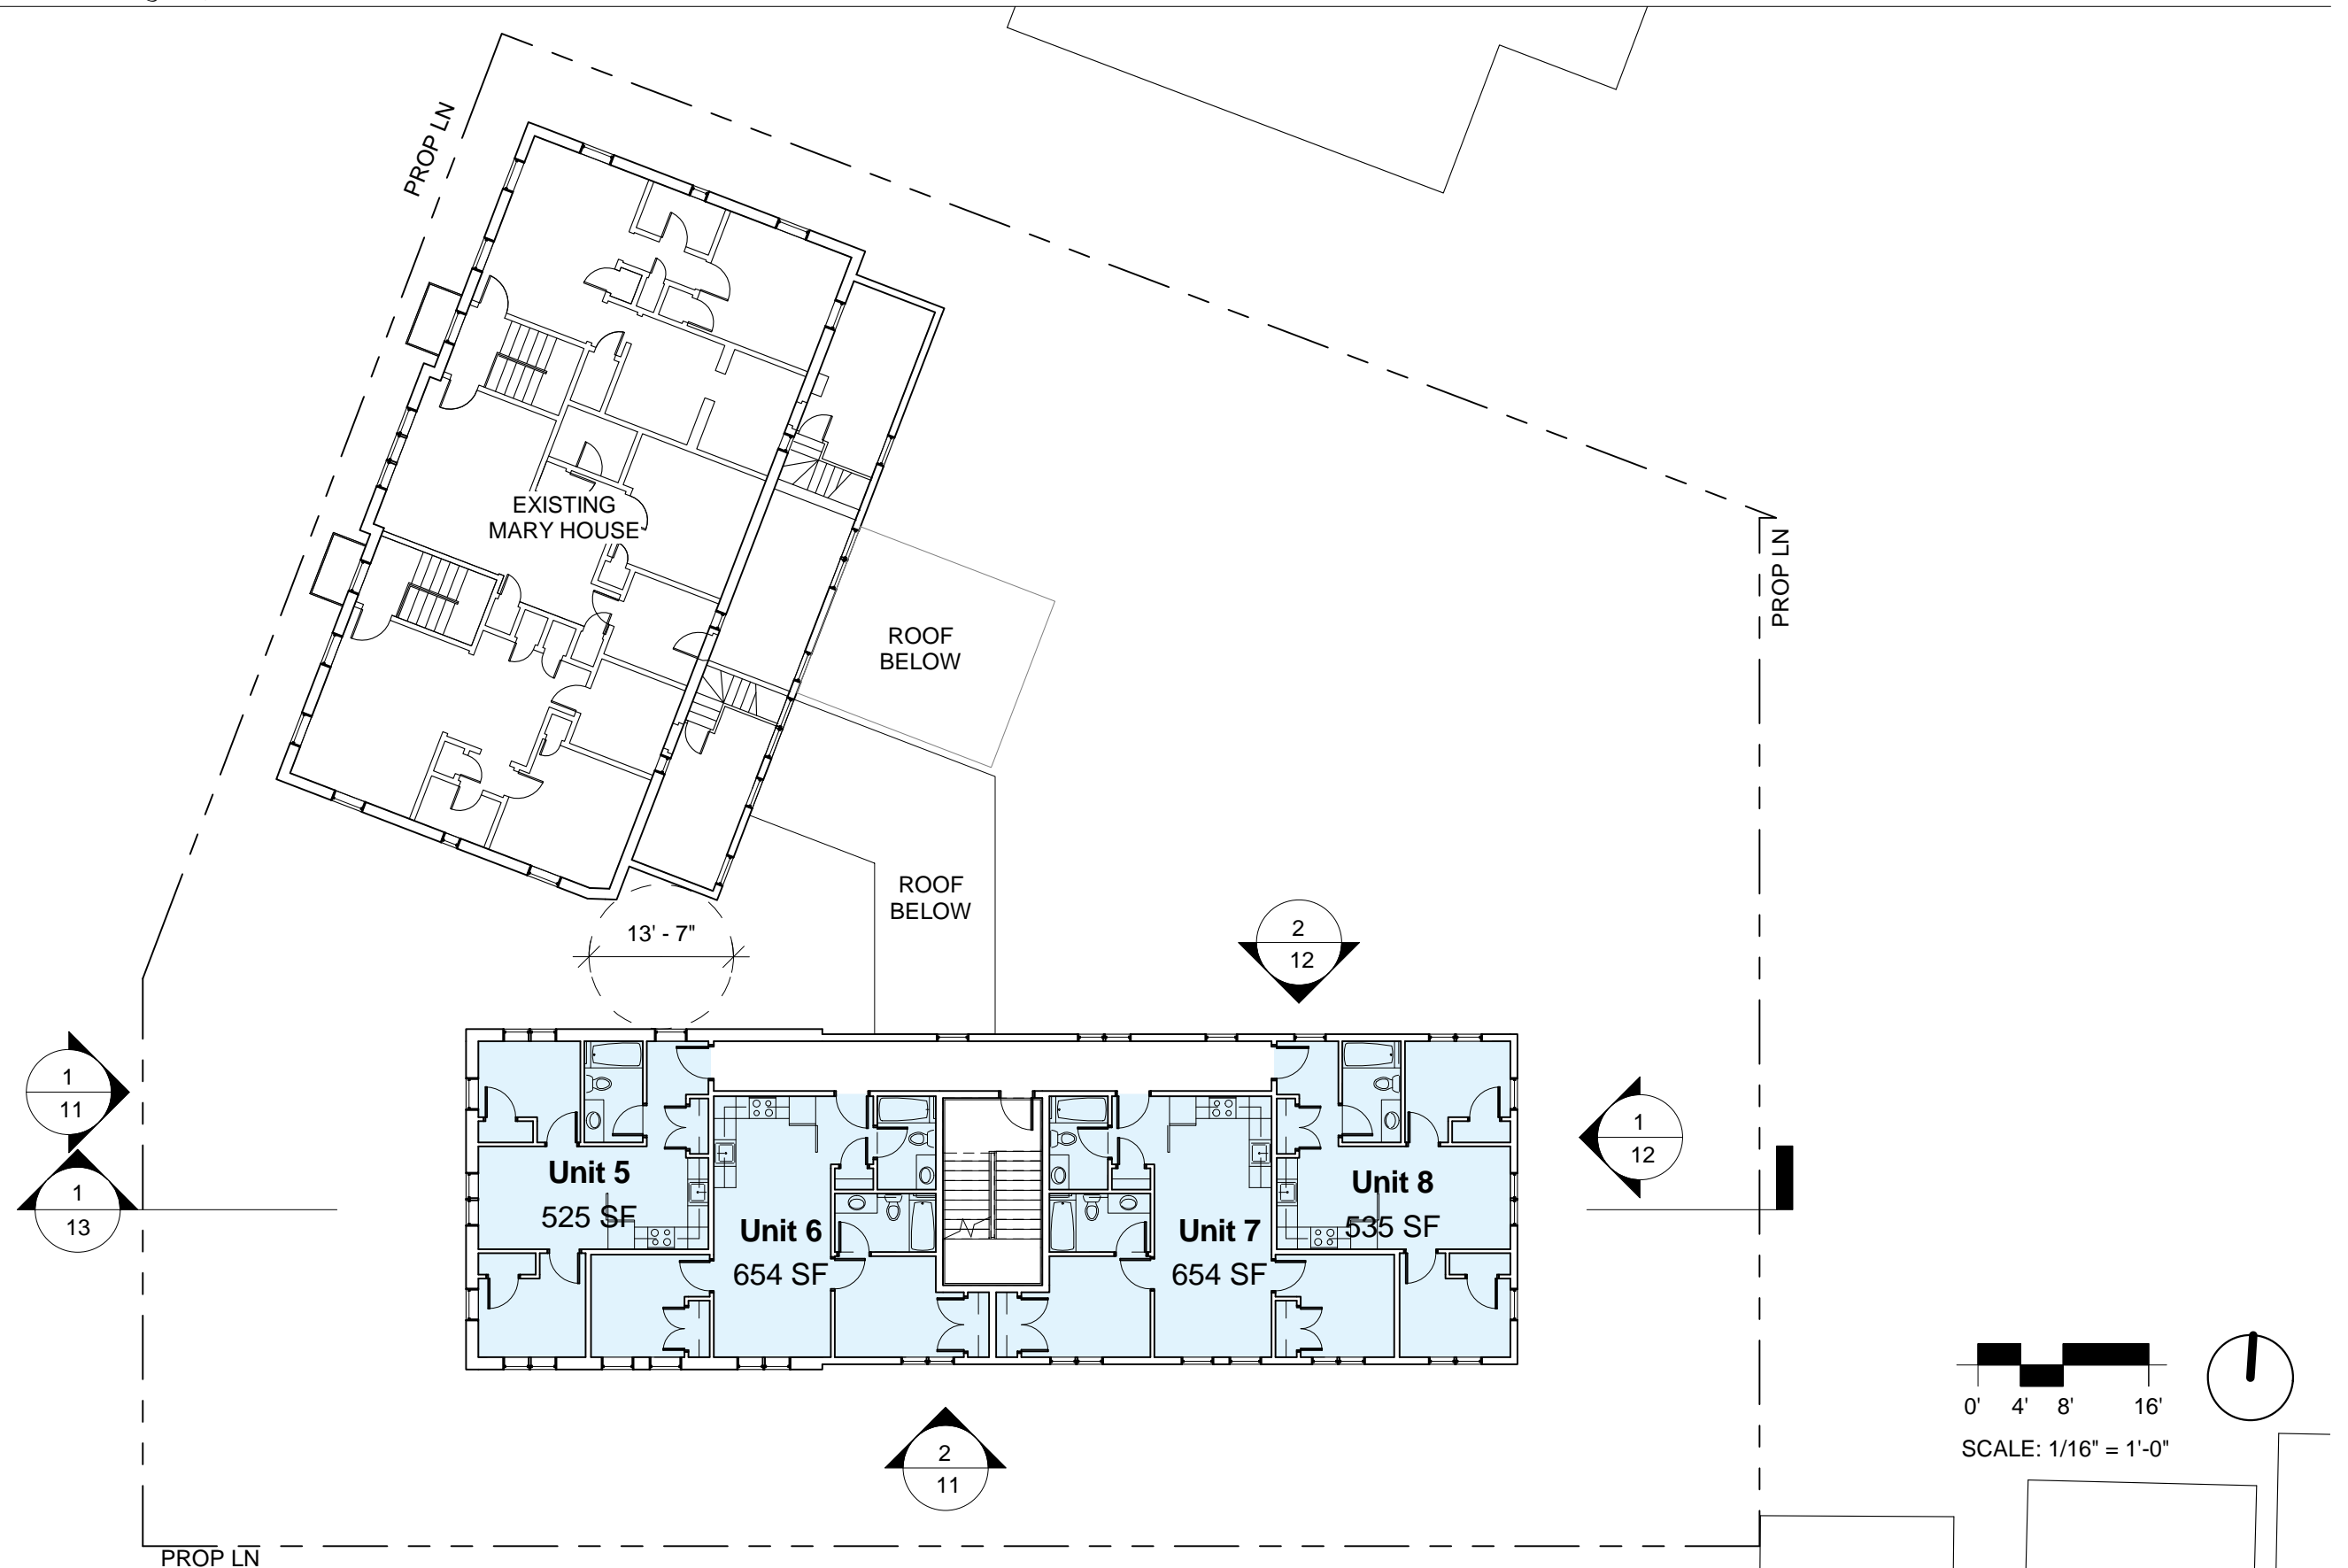 PROP LN
EXISTING
MARY HOUSE
PROP LN
ROOF
BELOW
ROOF
BELOW
13' - 7"
2
12
1
11
1
12
1
13
Unit 5
525 SF
Unit 6
654 SF
Unit 7
654 SF
Unit 8
535 SF
0' 4' 8' 16'
SCALE: 1/16" = 1'-0"
2
11
PROP LN